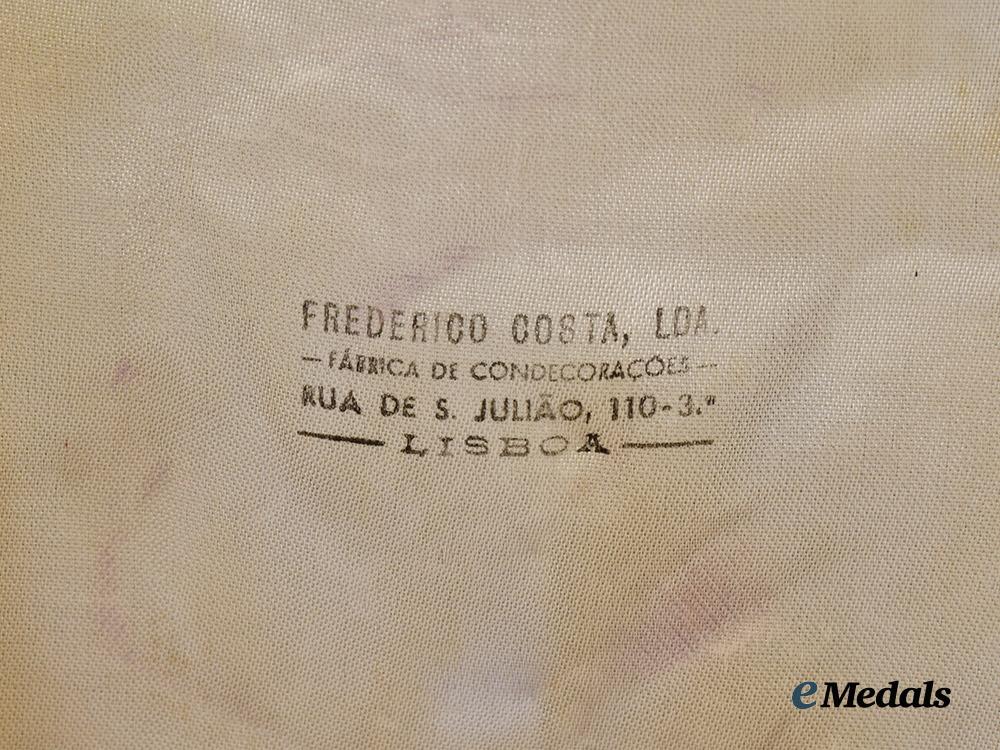 FREDERICO COSTA, LDA.
— FÁBRICA DE CONDECORAÇÕES —
RUA DE S. JULIÃO, 110-3.º
— LISBOA —
eMedals